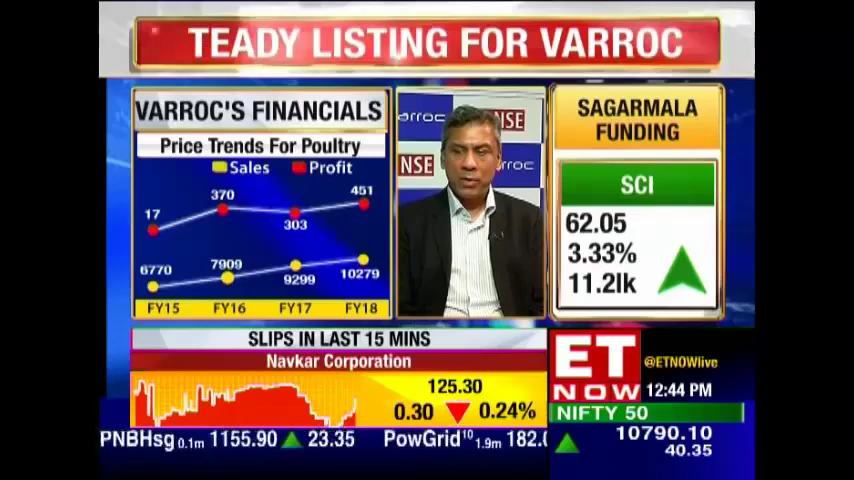 TEADY LISTING FOR VARROC
VARROC'S FINANCIALS
Price Trends For Poultry
Sales Profit
17 370 303 451
6770 7909 9299 10279
FY15 FY16 FY17 FY18
arroc NSE
NSE rroc
SAGARMALA
FUNDING
SCI
62.05
3.33%
11.2lk
SLIPS IN LAST 15 MINS
Navkar Corporation
125.30
0.30 0.24%
ET
NOW
@ETNOWlive
12:44 PM
NIFTY 50
10790.10
40.35
PNBHsg 0.1m 1155.90 23.35 PowGrid10 1.9m 182.0